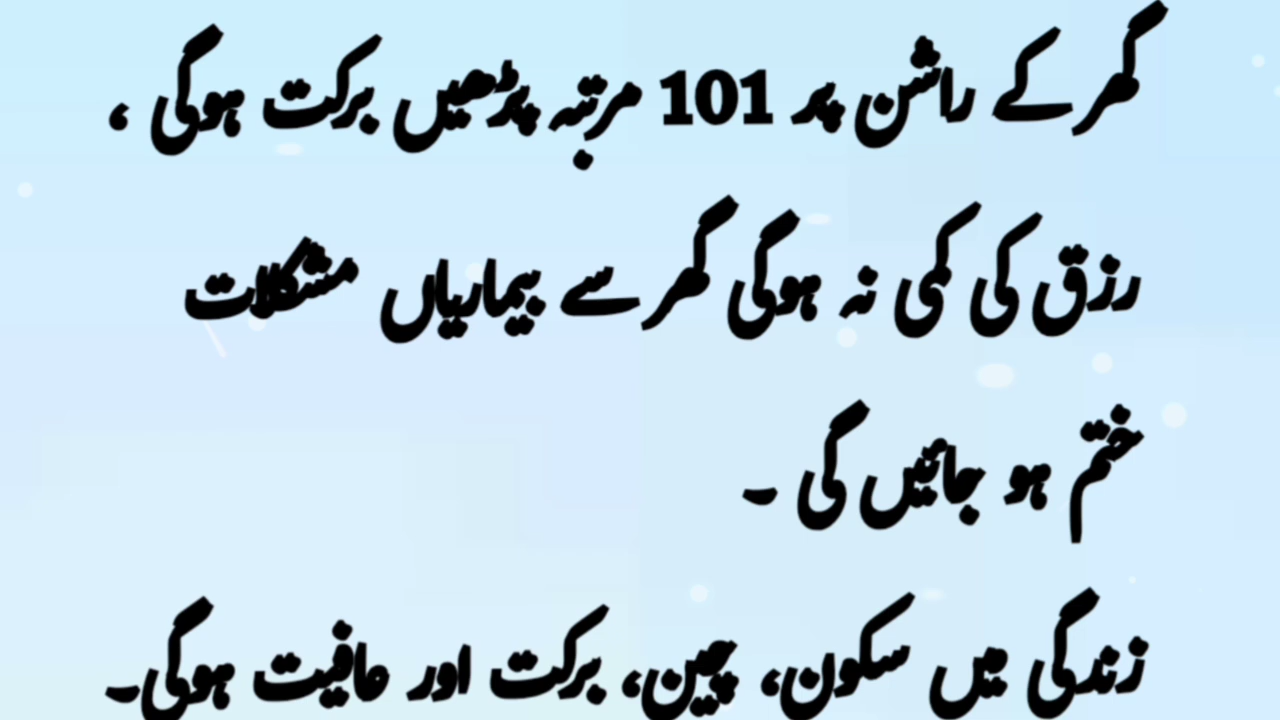 گھر کے راشن پر 101 مرتبہ پڑھیں برکت ہوگی ،
رزق کی کمی نہ ہوگی گھر سے بیماریاں مشکلات
ختم ہو جائیں گی ۔
زندگی میں سکون، چین، برکت اور عافیت ہوگی۔